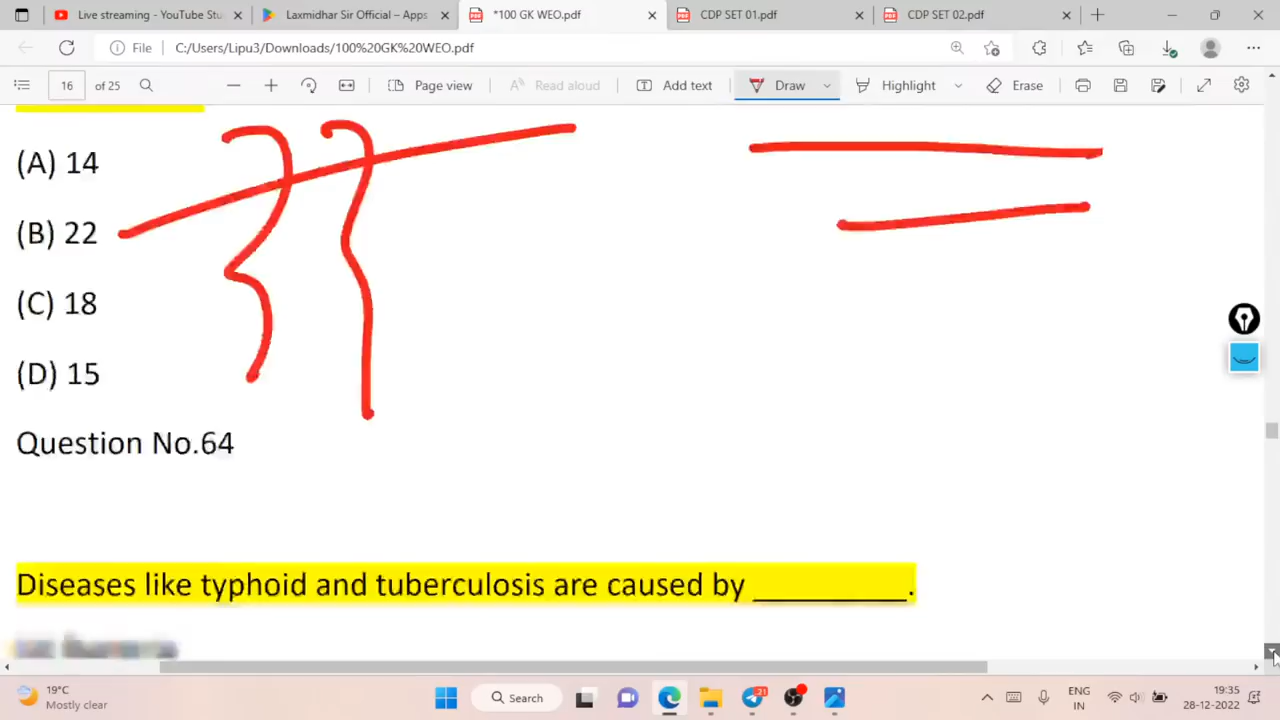 Live streaming - YouTube Stu
Laxmidhar Sir Official – Apps
*100 GK WEO.pdf
CDP SET 01.pdf
CDP SET 02.pdf
File
C:/Users/Lipu3/Downloads/100%20GK%20WEO.pdf
16 of 25
Page view
Read aloud
Add text
Draw
Highlight
Erase
(A) 14
(B) 22
(C) 18
(D) 15
Question No.64
Diseases like typhoid and tuberculosis are caused by __________.
19°C
Mostly clear
Search
21
ENG
IN
19:35
28-12-2022